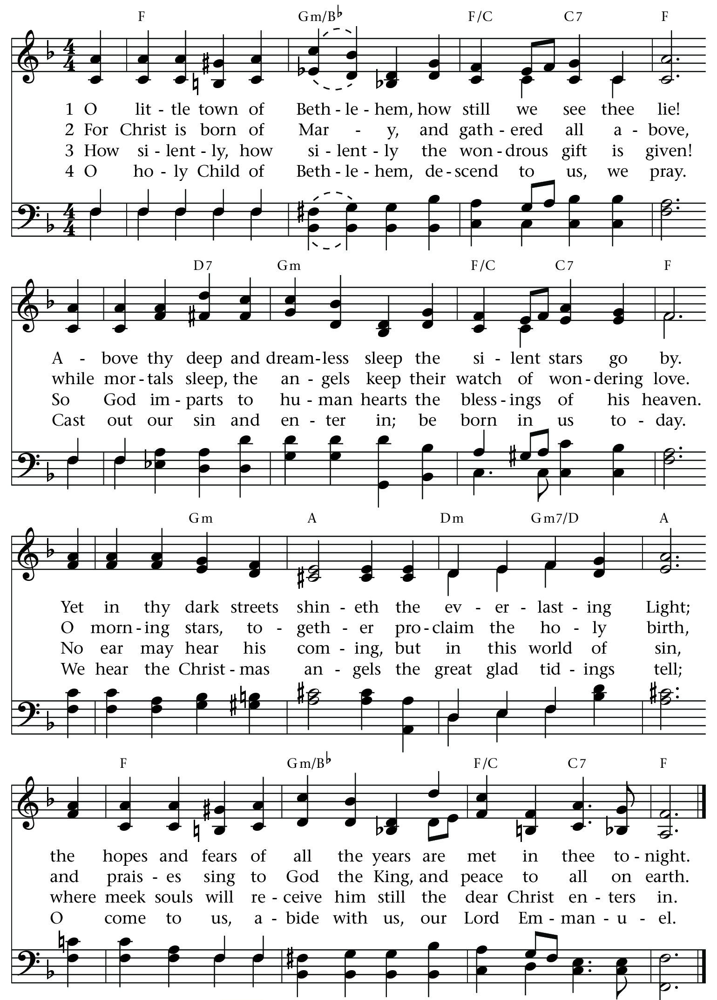 F Gm/B♭ F/C C7 F
4 4
1 O lit - tle town of Beth - le - hem, how still we see thee lie!
2 For Christ is born of Mar - y, and gath - ered all a - bove,
3 How si - lent - ly, how si - lent - ly the won - drous gift is given!
4 O ho - ly Child of Beth - le - hem, de - scend to us, we pray.
4 4
D7 Gm F/C C7 F
A - bove thy deep and dream - less sleep the si - lent stars go by.
while mor - tals sleep, the an - gels keep their watch of won - dering love.
So God im - parts to hu - man hearts the bless - ings of his heaven.
Cast out our sin and en - ter in; be born in us to - day.
Gm A Dm Gm7/D A
Yet in thy dark streets shin - eth the ev - er - last - ing Light;
O morn - ing stars, to - geth - er pro - claim the ho - ly birth,
No ear may hear his com - ing, but in this world of sin,
We hear the Christ - mas an - gels the great glad tid - ings tell;
F Gm/B♭ F/C C7 F
the hopes and fears of all the years are met in thee to - night.
and prais - es sing to God the King, and peace to all on earth.
where meek souls will re - ceive him still the dear Christ en - ters in.
O come to us, a - bide with us, our Lord Em - man - u - el.